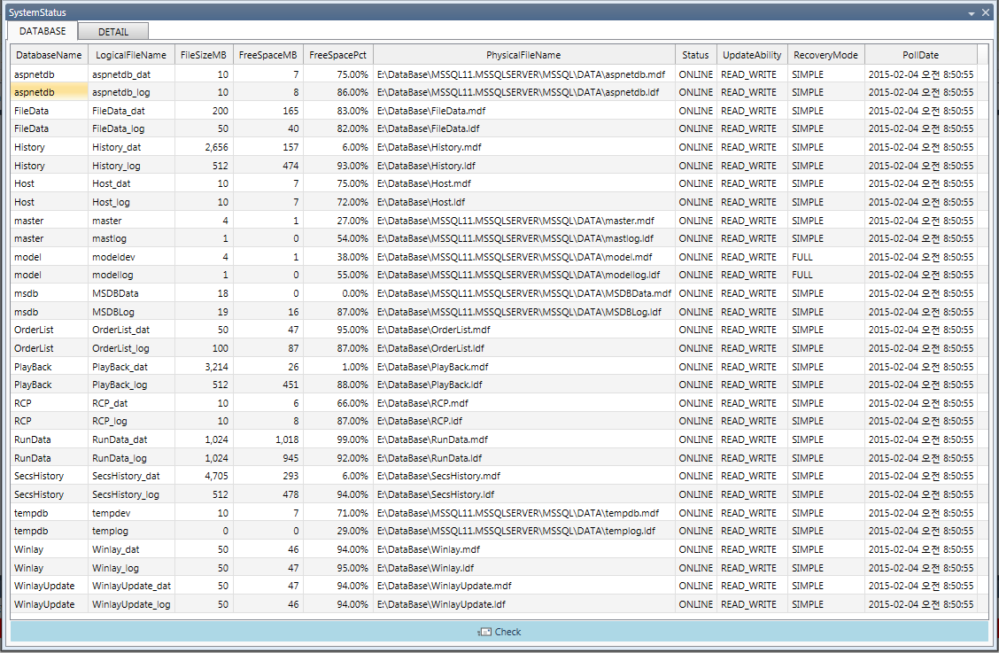 SystemStatus
DATABASE DETAIL
DatabaseName LogicalFileName FileSizeMB FreeSpaceMB FreeSpacePct PhysicalFileName Status UpdateAbility RecoveryMode PollDate
aspnetdb aspnetdb_dat 10 7 75.00% E:\DataBase\MSSQL11.MSSQLSERVER\MSSQL\DATA\aspnetdb.mdf ONLINE READ_WRITE SIMPLE 2015-02-04 오전 8:50:55
aspnetdb aspnetdb_log 10 8 86.00% E:\DataBase\MSSQL11.MSSQLSERVER\MSSQL\DATA\aspnetdb.ldf ONLINE READ_WRITE SIMPLE 2015-02-04 오전 8:50:55
FileData FileData_dat 200 165 83.00% E:\DataBase\FileData.mdf ONLINE READ_WRITE SIMPLE 2015-02-04 오전 8:50:55
FileData FileData_log 50 40 82.00% E:\DataBase\FileData.ldf ONLINE READ_WRITE SIMPLE 2015-02-04 오전 8:50:55
History History_dat 2,656 157 6.00% E:\DataBase\History.mdf ONLINE READ_WRITE SIMPLE 2015-02-04 오전 8:50:55
History History_log 512 474 93.00% E:\DataBase\History.ldf ONLINE READ_WRITE SIMPLE 2015-02-04 오전 8:50:55
Host Host_dat 10 7 75.00% E:\DataBase\Host.mdf ONLINE READ_WRITE SIMPLE 2015-02-04 오전 8:50:55
Host Host_log 10 7 72.00% E:\DataBase\Host.ldf ONLINE READ_WRITE SIMPLE 2015-02-04 오전 8:50:55
master master 4 1 27.00% E:\DataBase\MSSQL11.MSSQLSERVER\MSSQL\DATA\master.mdf ONLINE READ_WRITE SIMPLE 2015-02-04 오전 8:50:55
master mastlog 1 0 54.00% E:\DataBase\MSSQL11.MSSQLSERVER\MSSQL\DATA\mastlog.ldf ONLINE READ_WRITE SIMPLE 2015-02-04 오전 8:50:55
model modeldev 4 1 38.00% E:\DataBase\MSSQL11.MSSQLSERVER\MSSQL\DATA\model.mdf ONLINE READ_WRITE FULL 2015-02-04 오전 8:50:55
model modellog 1 0 55.00% E:\DataBase\MSSQL11.MSSQLSERVER\MSSQL\DATA\modellog.ldf ONLINE READ_WRITE FULL 2015-02-04 오전 8:50:55
msdb MSDBData 18 0 0.00% E:\DataBase\MSSQL11.MSSQLSERVER\MSSQL\DATA\MSDBData.mdf ONLINE READ_WRITE SIMPLE 2015-02-04 오전 8:50:55
msdb MSDBLog 19 16 87.00% E:\DataBase\MSSQL11.MSSQLSERVER\MSSQL\DATA\MSDBLog.ldf ONLINE READ_WRITE SIMPLE 2015-02-04 오전 8:50:55
OrderList OrderList_dat 50 47 95.00% E:\DataBase\OrderList.mdf ONLINE READ_WRITE SIMPLE 2015-02-04 오전 8:50:55
OrderList OrderList_log 100 87 87.00% E:\DataBase\OrderList.ldf ONLINE READ_WRITE SIMPLE 2015-02-04 오전 8:50:55
PlayBack PlayBack_dat 3,214 26 1.00% E:\DataBase\PlayBack.mdf ONLINE READ_WRITE SIMPLE 2015-02-04 오전 8:50:55
PlayBack PlayBack_log 512 451 88.00% E:\DataBase\PlayBack.ldf ONLINE READ_WRITE SIMPLE 2015-02-04 오전 8:50:55
RCP RCP_dat 10 6 66.00% E:\DataBase\RCP.mdf ONLINE READ_WRITE SIMPLE 2015-02-04 오전 8:50:55
RCP RCP_log 10 8 87.00% E:\DataBase\RCP.ldf ONLINE READ_WRITE SIMPLE 2015-02-04 오전 8:50:55
RunData RunData_dat 1,024 1,018 99.00% E:\DataBase\RunData.mdf ONLINE READ_WRITE SIMPLE 2015-02-04 오전 8:50:55
RunData RunData_log 1,024 945 92.00% E:\DataBase\RunData.ldf ONLINE READ_WRITE SIMPLE 2015-02-04 오전 8:50:55
SecsHistory SecsHistory_dat 4,705 293 6.00% E:\DataBase\SecsHistory.mdf ONLINE READ_WRITE SIMPLE 2015-02-04 오전 8:50:55
SecsHistory SecsHistory_log 512 478 94.00% E:\DataBase\SecsHistory.ldf ONLINE READ_WRITE SIMPLE 2015-02-04 오전 8:50:55
tempdb tempdev 10 7 71.00% E:\DataBase\MSSQL11.MSSQLSERVER\MSSQL\DATA\tempdb.mdf ONLINE READ_WRITE SIMPLE 2015-02-04 오전 8:50:55
tempdb templog 0 0 29.00% E:\DataBase\MSSQL11.MSSQLSERVER\MSSQL\DATA\templog.ldf ONLINE READ_WRITE SIMPLE 2015-02-04 오전 8:50:55
Winlay Winlay_dat 50 46 94.00% E:\DataBase\Winlay.mdf ONLINE READ_WRITE SIMPLE 2015-02-04 오전 8:50:55
Winlay Winlay_log 50 47 95.00% E:\DataBase\Winlay.ldf ONLINE READ_WRITE SIMPLE 2015-02-04 오전 8:50:55
WinlayUpdate WinlayUpdate_dat 50 47 94.00% E:\DataBase\WinlayUpdate.mdf ONLINE READ_WRITE SIMPLE 2015-02-04 오전 8:50:55
WinlayUpdate WinlayUpdate_log 50 46 94.00% E:\DataBase\WinlayUpdate.ldf ONLINE READ_WRITE SIMPLE 2015-02-04 오전 8:50:55
Check